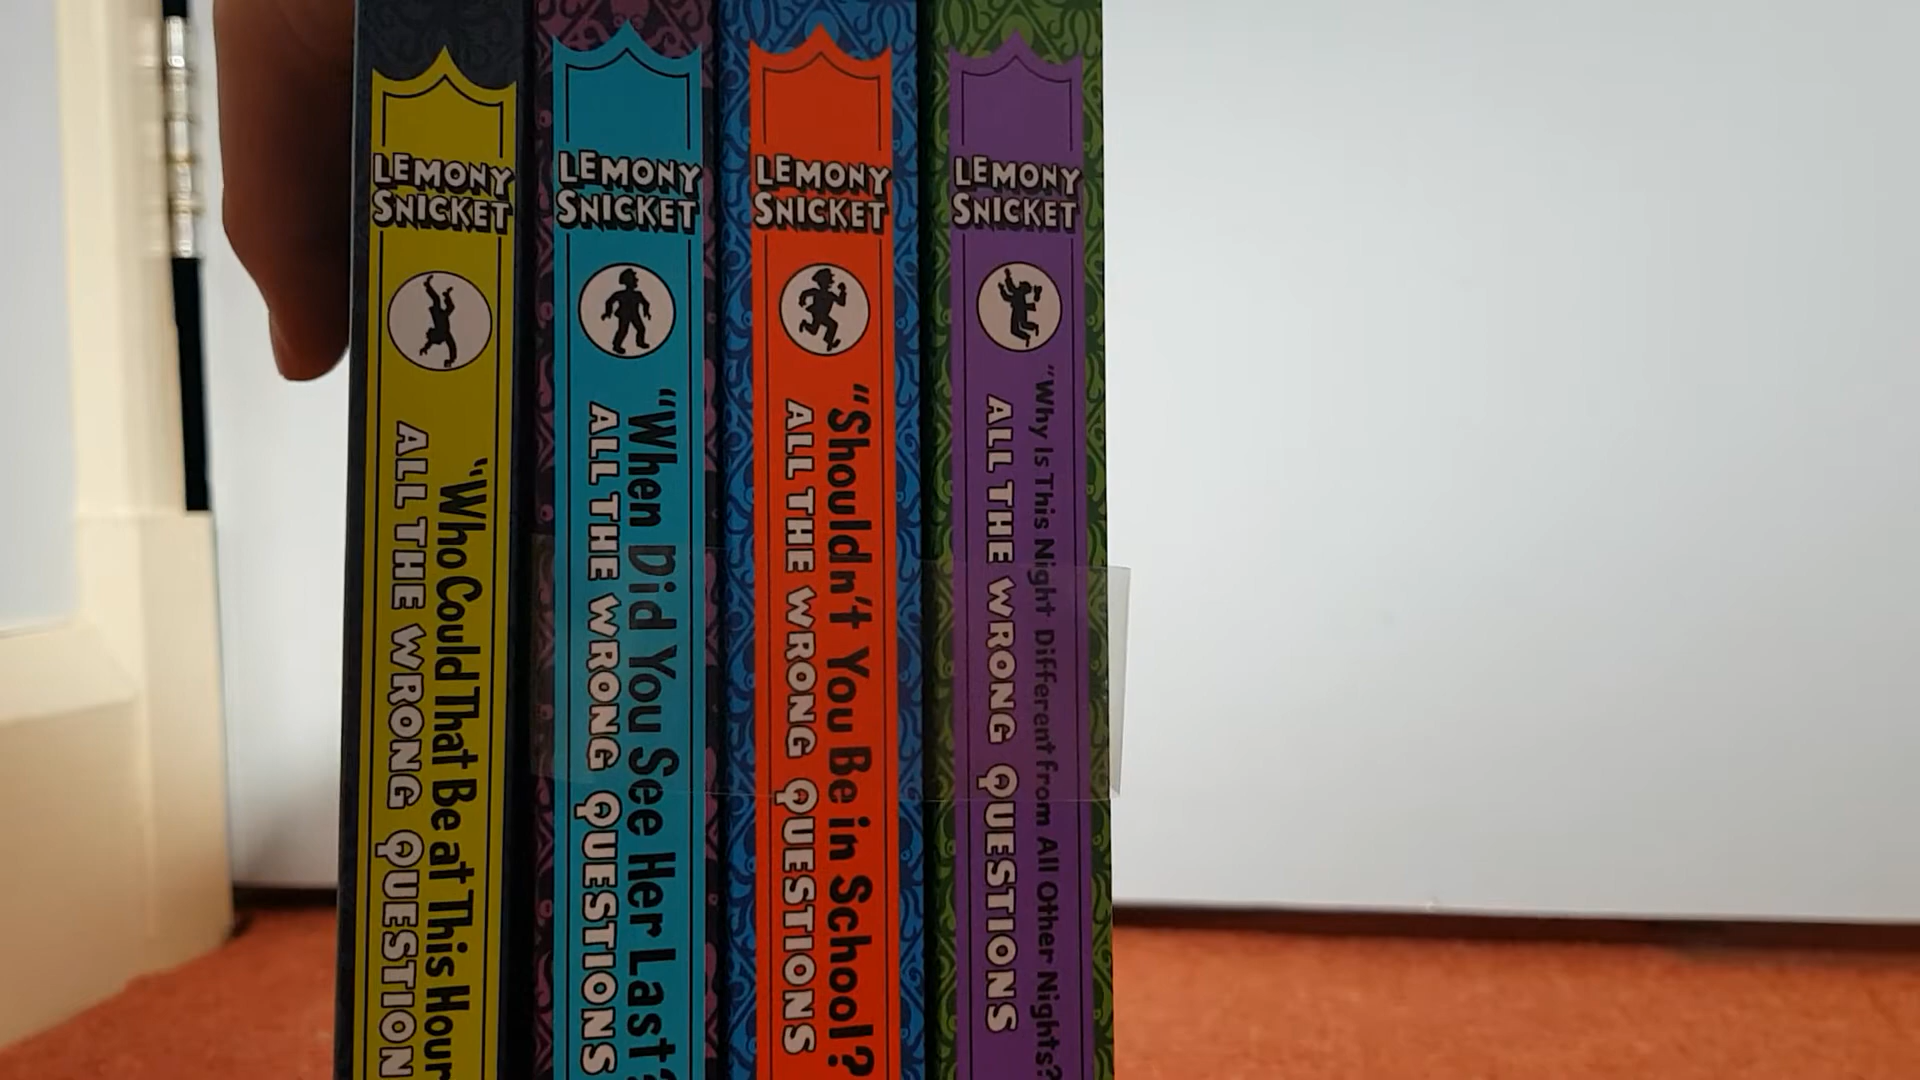 LEMONY
SNICKET
"Who Could That Be at This Hour
ALL THE WRONG QUESTION
LEMONY
SNICKET
"When Did You See Her Last?
ALL THE WRONG QUESTIONS
LEMONY
SNICKET
"Shouldn't You Be in School?
ALL THE WRONG QUESTIONS
LEMONY
SNICKET
"Why Is This Night Different from All Other Nights?
ALL THE WRONG QUESTIONS